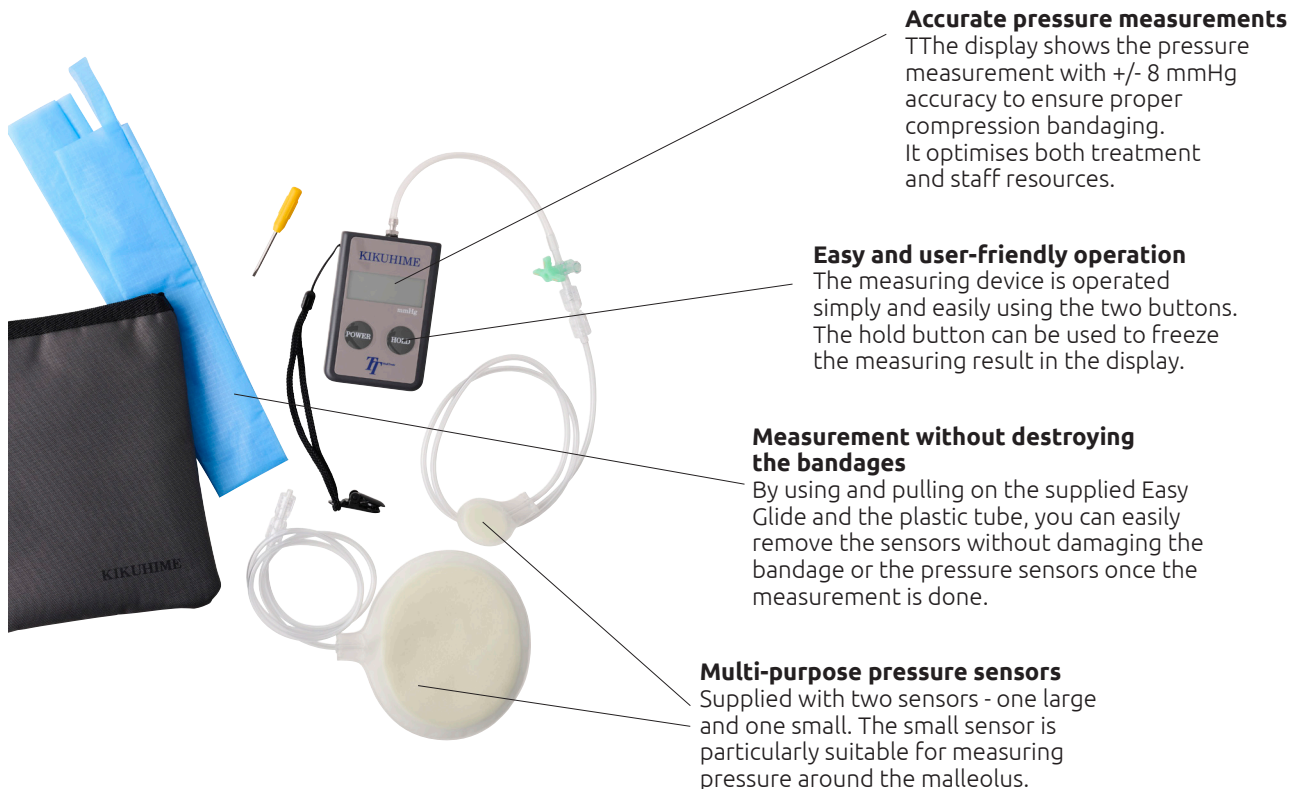 Accurate pressure measurements
TThe display shows the pressure
measurement with +/- 8 mmHg
accuracy to ensure proper
compression bandaging.
It optimises both treatment
and staff resources.
Easy and user-friendly operation
The measuring device is operated
simply and easily using the two buttons.
The hold button can be used to freeze
the measuring result in the display.
Measurement without destroying
the bandages
By using and pulling on the supplied Easy
Glide and the plastic tube, you can easily
remove the sensors without damaging the
bandage or the pressure sensors once the
measurement is done.
Multi-purpose pressure sensors
Supplied with two sensors - one large
and one small. The small sensor is
particularly suitable for measuring
pressure around the malleolus.
KIKUHIME
mmHg
POWER
HOLD
TT
KIKUHIME